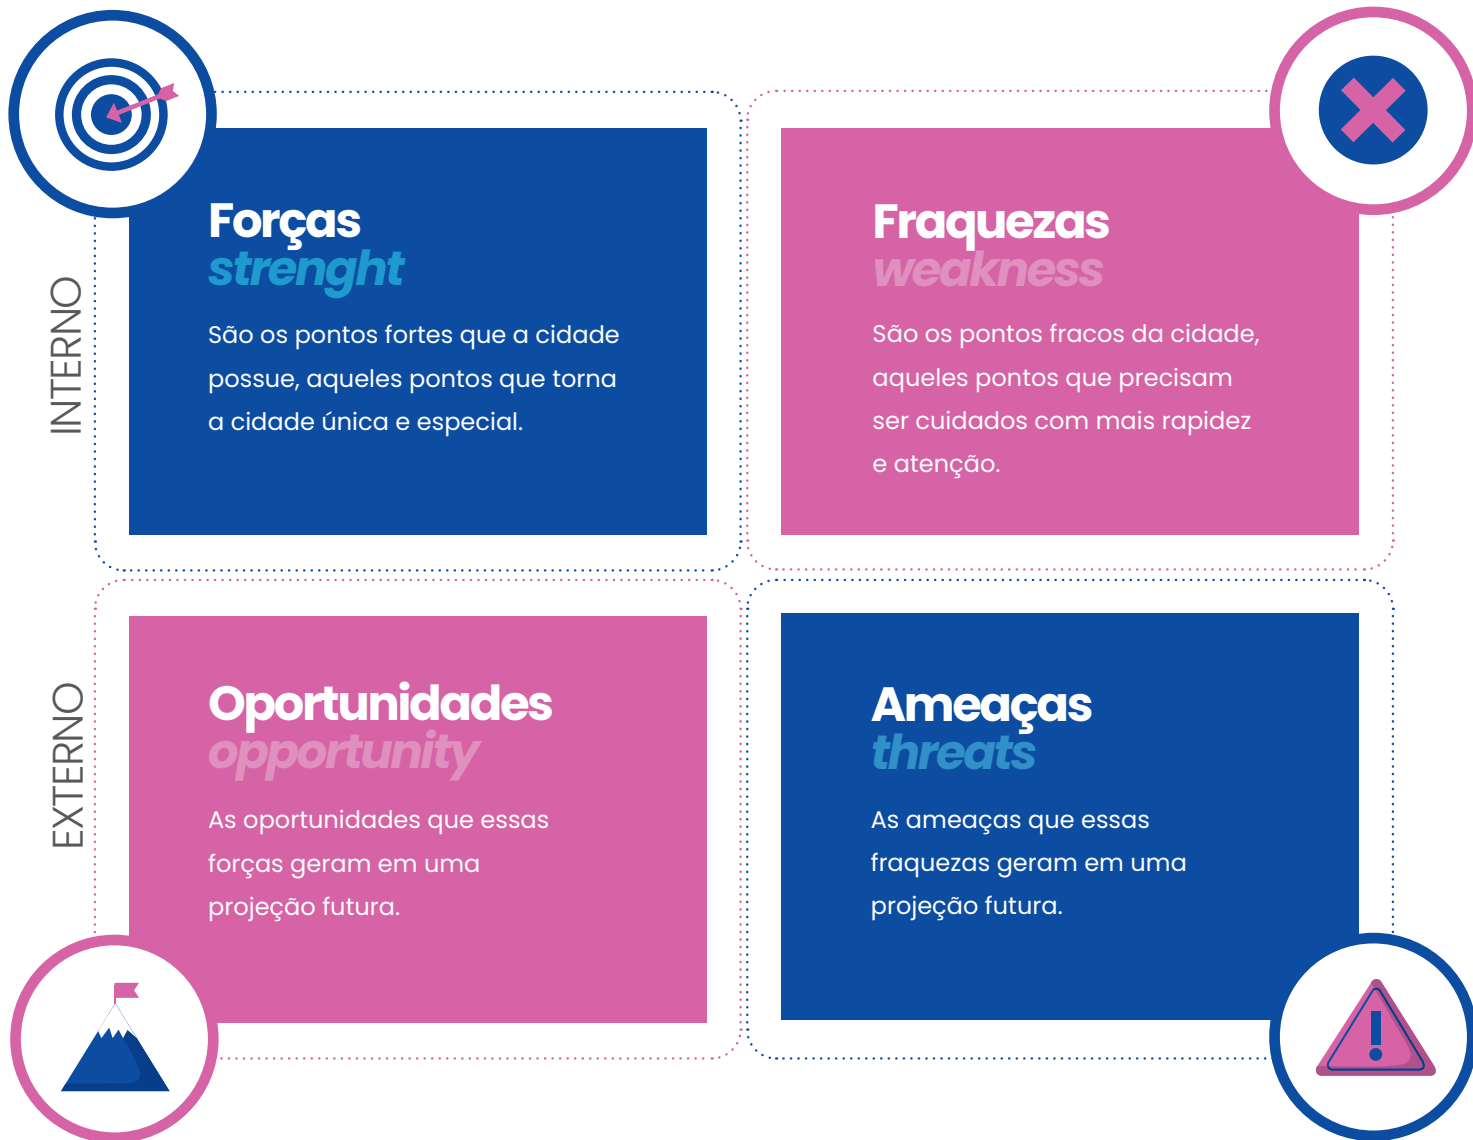 INTERNO
Forças
strenght
São os pontos fortes que a cidade
possue, aqueles pontos que torna
a cidade única e especial.
Fraquezas
weakness
São os pontos fracos da cidade,
aqueles pontos que precisam
ser cuidados com mais rapidez
e atenção.
EXTERNO
Oportunidades
opportunity
As oportunidades que essas
forças geram em uma
projeção futura.
Ameaças
threats
As ameaças que essas
fraquezas geram em uma
projeção futura.